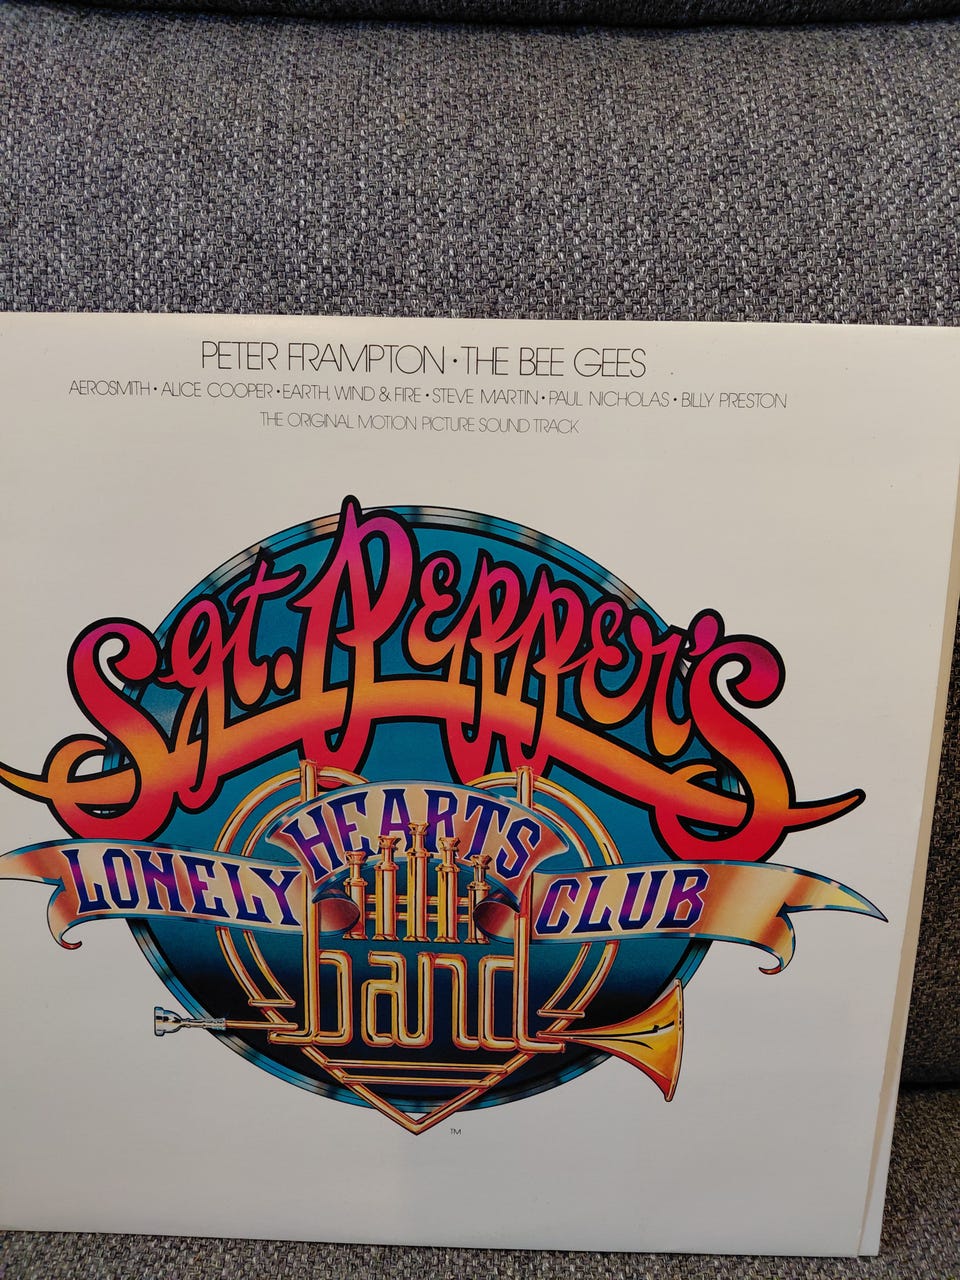 PETER FRAMPTON • THE BEE GEES
AEROSMITH • ALICE COOPER • EARTH, WIND & FIRE • STEVE MARTIN • PAUL NICHOLAS • BILLY PRESTON
THE ORIGINAL MOTION PICTURE SOUND TRACK
Sgt. Pepper's
LONELY HEARTS CLUB
band
TM